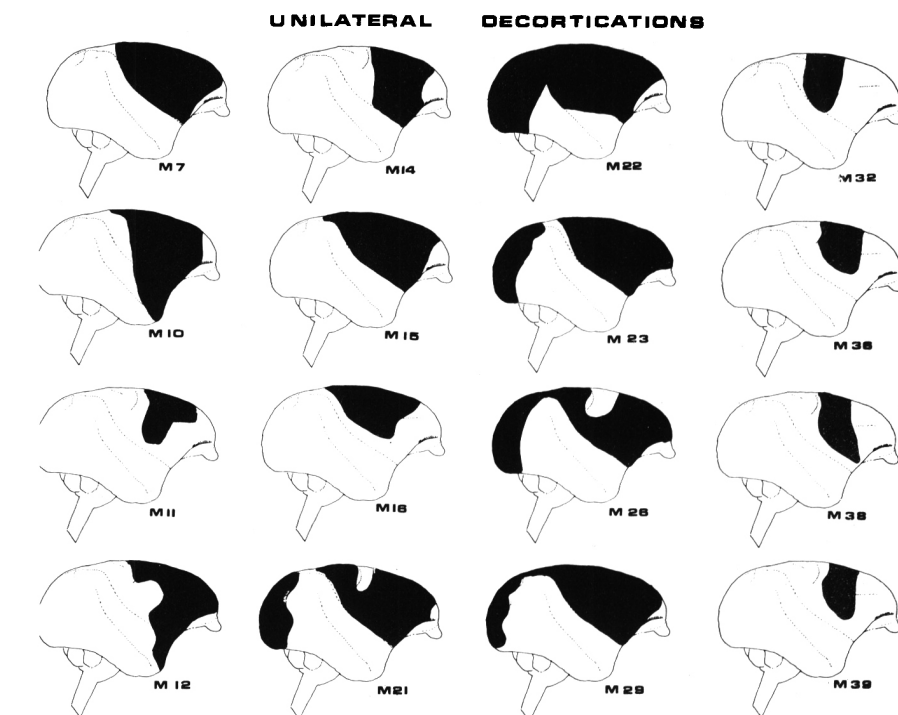 UNILATERAL DECORTICATIONS
M7 M14 M22 M32
M10 M15 M23 M36
M11 M16 M26 M38
M12 M21 M29 M39